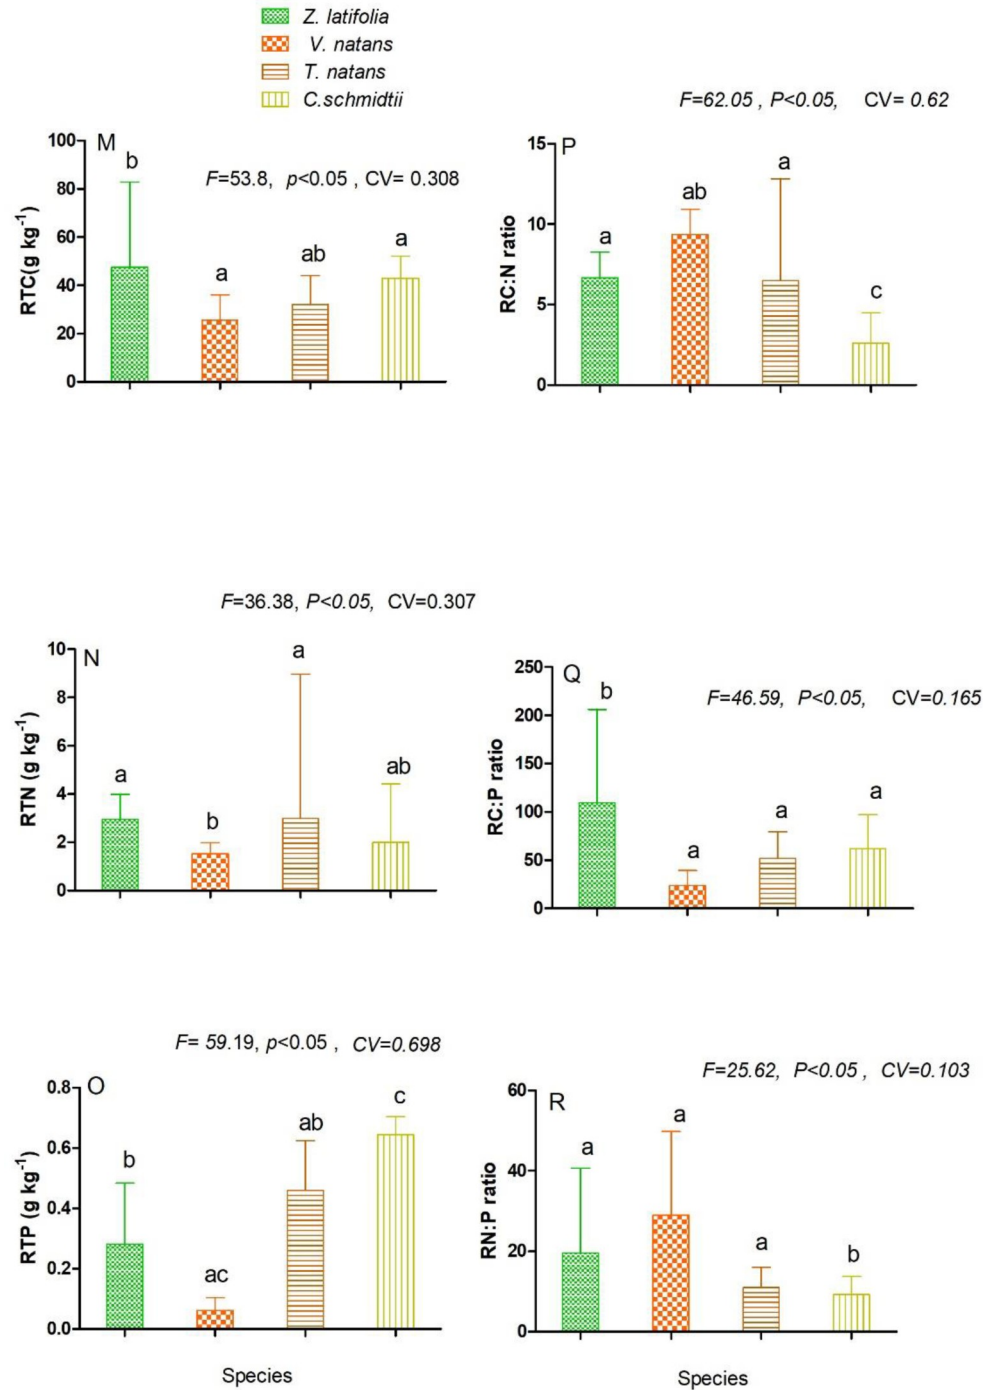 Z. latifolia
V. natans
T. natans
C.schmidtii
M
F=53.8, p<0.05 , CV= 0.308
RTC(g kg-1)
100
80
60
40
20
0
b
a
ab
a
F=62.05 , P<0.05, CV= 0.62
P
RC:N ratio
15
10
5
0
a
ab
a
c
F=36.38, P<0.05, CV=0.307
N
RTN (g kg-1)
10
8
6
4
2
0
a
b
a
ab
Q
F=46.59, P<0.05, CV=0.165
RC:P ratio
250
200
150
100
50
0
b
a
a
a
F= 59.19, p<0.05 , CV=0.698
O
RTP (g kg-1)
0.8
0.6
0.4
0.2
0.0
b
ac
ab
c
Species
F=25.62, P<0.05 , CV=0.103
R
RN:P ratio
60
40
20
0
a
a
a
b
Species